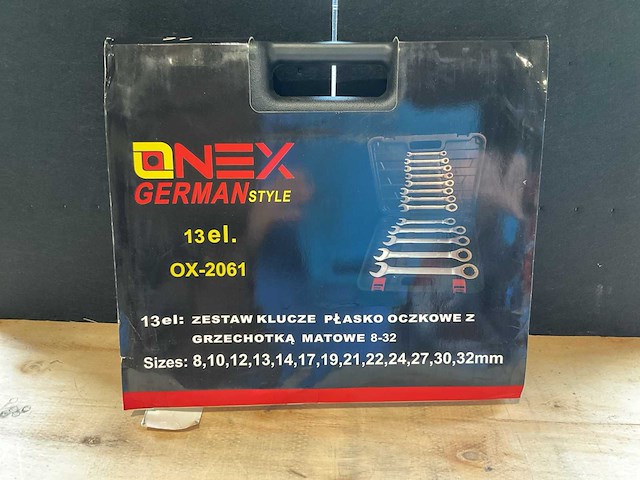 ONEX
GERMAN STYLE
13el.
OX-2061
13el: ZESTAW KLUCZE PŁASKO OCZKOWE Z
GRZECHOTKĄ MATOWE 8-32
Sizes: 8,10,12,13,14,17,19,21,22,24,27,30,32mm